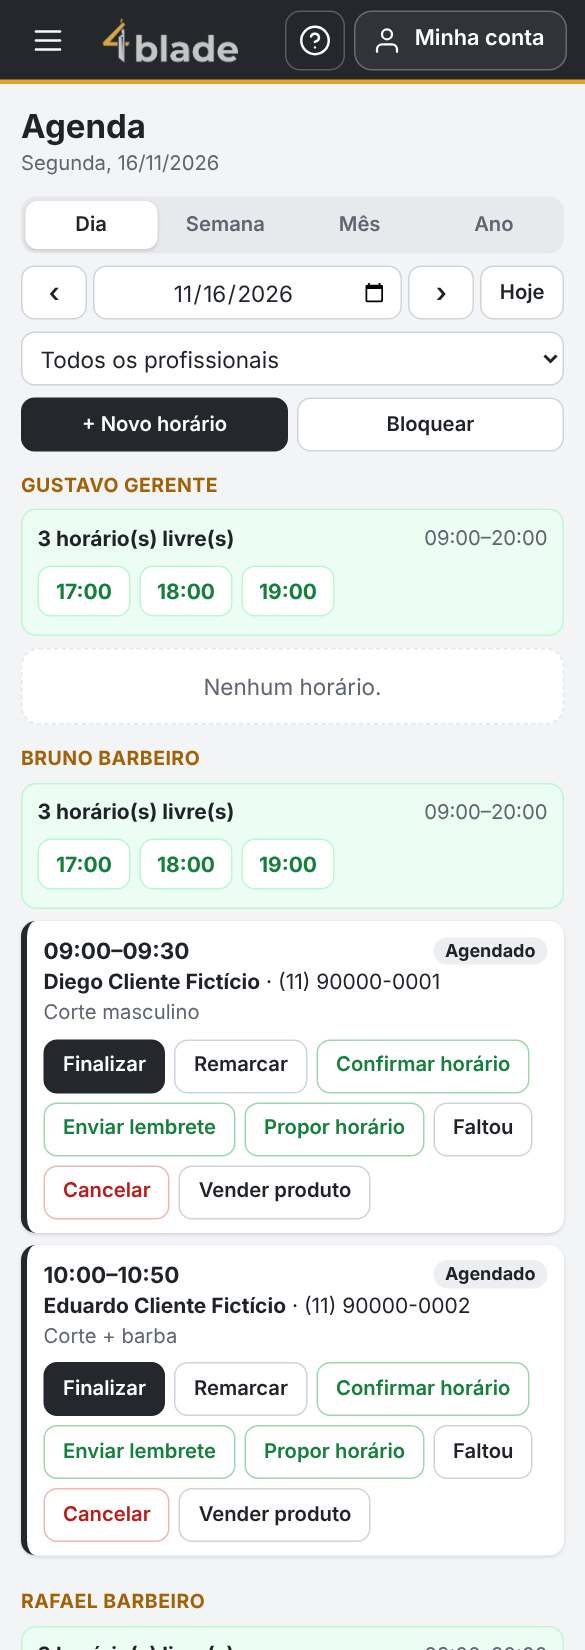 4blade
Minha conta
Agenda
Segunda, 16/11/2026
Dia Semana Mês Ano
‹ 11/16/2026 › Hoje
Todos os profissionais
+ Novo horário Bloquear
GUSTAVO GERENTE
3 horário(s) livre(s) 09:00–20:00
17:00 18:00 19:00
Nenhum horário.
BRUNO BARBEIRO
3 horário(s) livre(s) 09:00–20:00
17:00 18:00 19:00
09:00–09:30 Agendado
Diego Cliente Fictício · (11) 90000-0001
Corte masculino
Finalizar Remarcar Confirmar horário
Enviar lembrete Propor horário Faltou
Cancelar Vender produto
10:00–10:50 Agendado
Eduardo Cliente Fictício · (11) 90000-0002
Corte + barba
Finalizar Remarcar Confirmar horário
Enviar lembrete Propor horário Faltou
Cancelar Vender produto
RAFAEL BARBEIRO